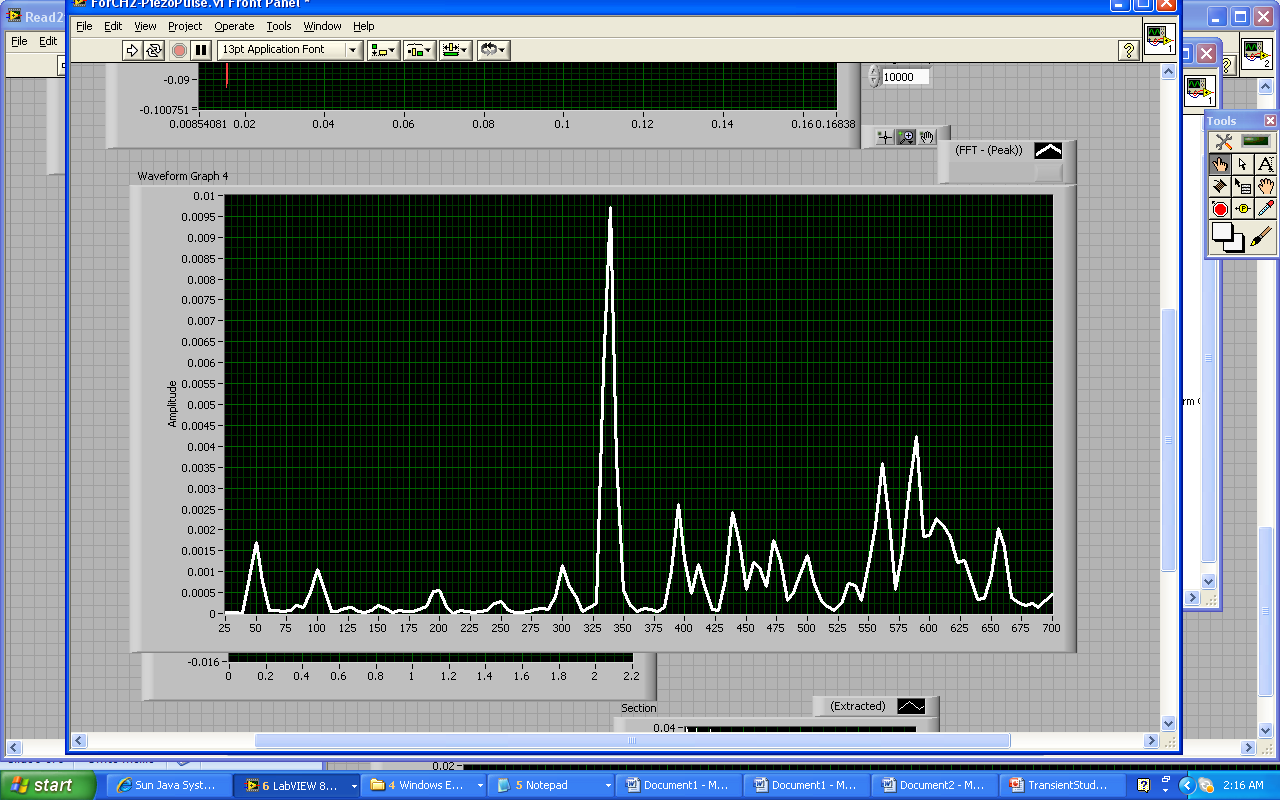 ForCH2-PiezoPulse.vi Front Panel *
Read2
File Edit View Project Operate Tools Window Help
File Edit
13pt Application Font
-0.09
-0.100751
0.00854081 0.02 0.04 0.06 0.08 0.1 0.12 0.14 0.16 0.16838
10000
Tools
(FFT - (Peak))
Waveform Graph 4
0.01
0.0095
0.009
0.0085
0.008
0.0075
0.007
0.0065
0.006
0.0055
0.005
0.0045
0.004
0.0035
0.003
0.0025
0.002
0.0015
0.001
0.0005
0
Amplitude
25 50 75 100 125 150 175 200 225 250 275 300 325 350 375 400 425 450 475 500 525 550 575 600 625 650 675 700
-0.016
0 0.2 0.4 0.6 0.8 1 1.2 1.4 1.6 1.8 2 2.2
Section
(Extracted)
0.04
0.02
start
Sun Java Syst...
6 LabVIEW 8...
4 Windows E...
5 Notepad
Document1 - M...
Document1 - M...
Document2 - M...
TransientStud...
2:16 AM